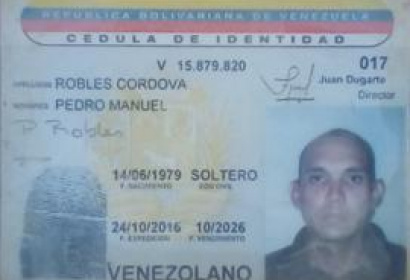 REPUBLICA BOLIVARIANA DE VENEZUELA
CEDULA DE IDENTIDAD
V 15.879.820
017
APELLIDOS ROBLES CORDOVA
Juan Dugarte
Director
NOMBRES PEDRO MANUEL
P. Robles
14/06/1979 SOLTERO
F. NACIMIENTO EDO CIVIL
24/10/2016 10/2026
F. EXPEDICION F. VENCIMIENTO
VENEZOLANO